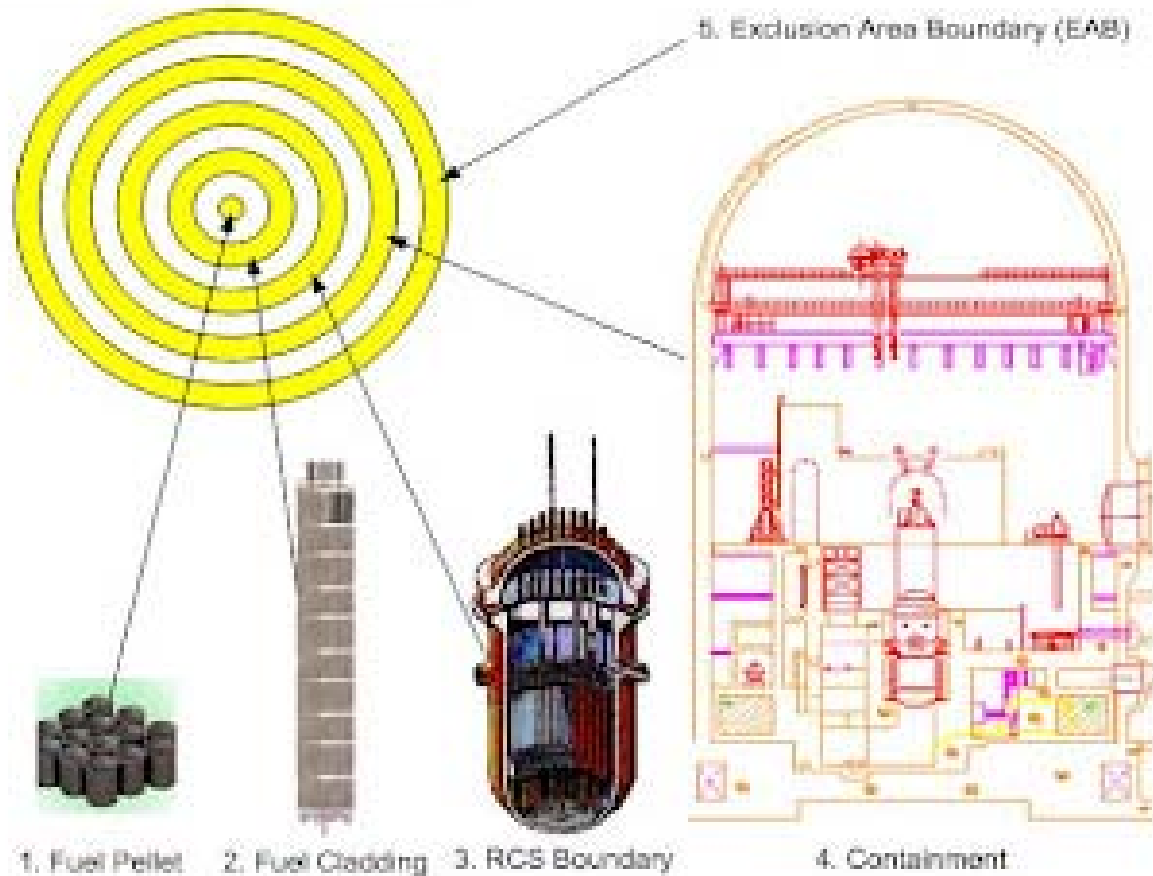 5. Exclusion Area Boundary (EAB)
1. Fuel Pellet
2. Fuel Cladding
3. RCS Boundary
4. Containment